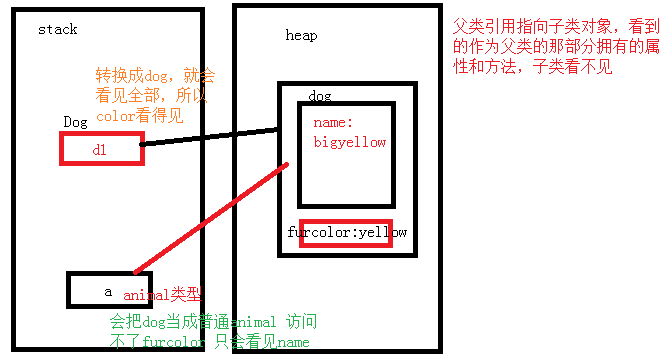 stack
转换成dog，就会
看见全部，所以
color看得见
Dog
d1
a
animal类型
会把dog当成普通animal 访问
不了furcolor 只会看见name
heap
dog
name:
bigyellow
furcolor:yellow
父类引用指向子类对象，看到
的作为父类的那部分拥有的属
性和方法，子类看不见